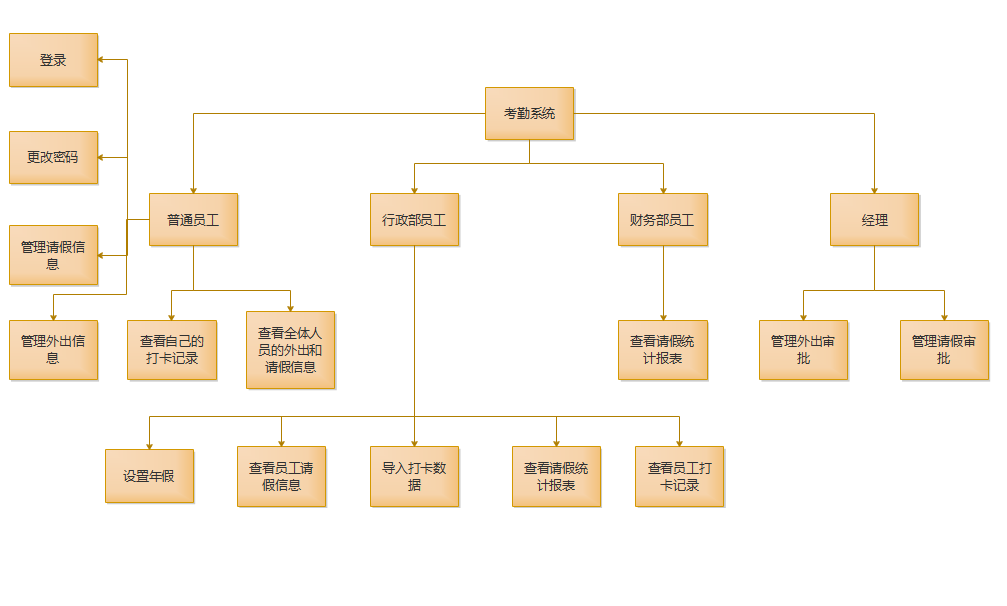 登录
考勤系统
更改密码
普通员工
行政部员工
财务部员工
经理
管理请假信
息
管理外出信
息
查看自己的
打卡记录
查看全体人
员的外出和
请假信息
查看请假统
计报表
管理外出审
批
管理请假审
批
设置年假
查看员工请
假信息
导入打卡数
据
查看请假统
计报表
查看员工打
卡记录